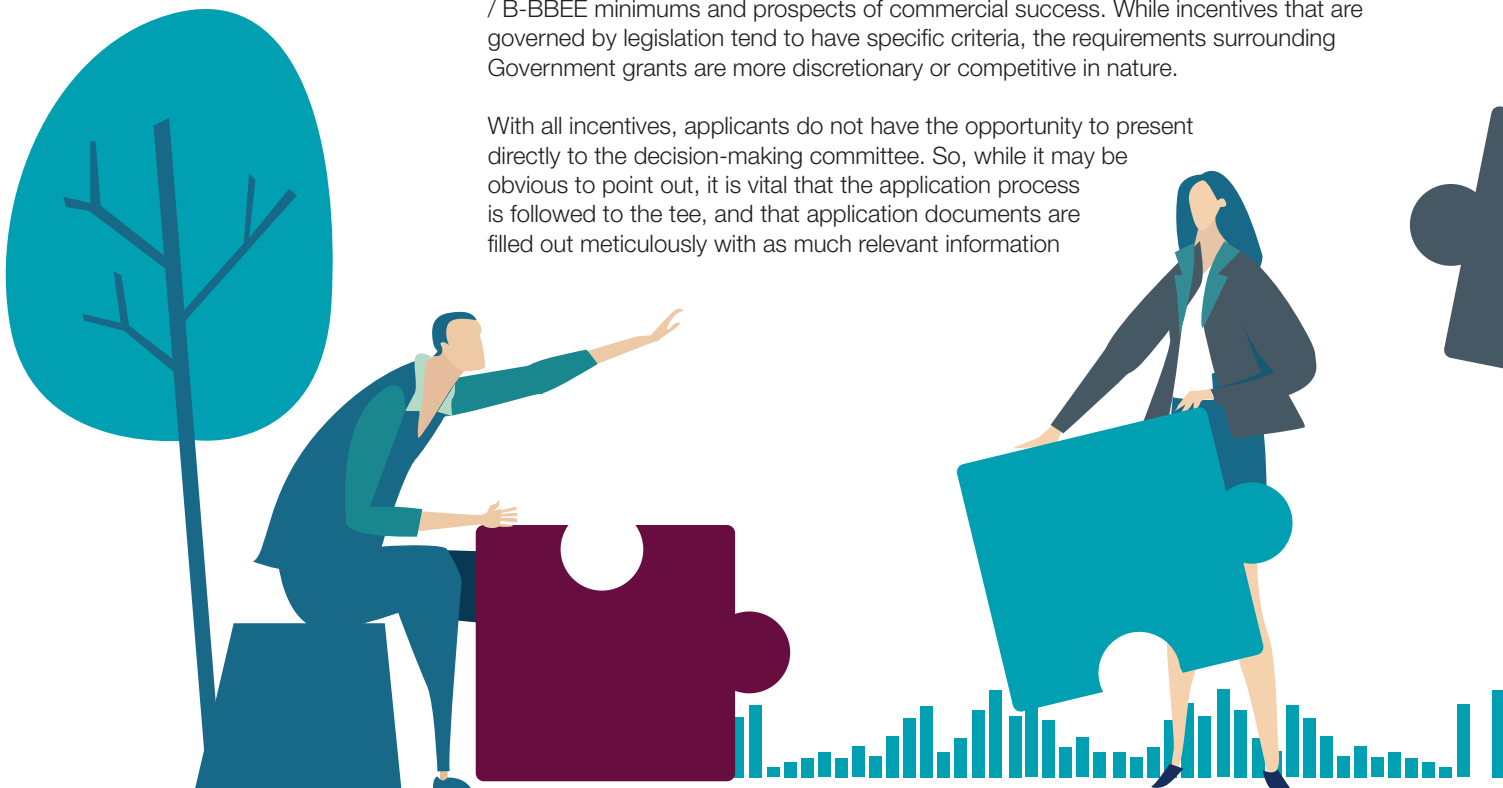 / B-BBEE minimums and prospects of commercial success. While incentives that are
governed by legislation tend to have specific criteria, the requirements surrounding
Government grants are more discretionary or competitive in nature.
With all incentives, applicants do not have the opportunity to present
directly to the decision-making committee. So, while it may be
obvious to point out, it is vital that the application process
is followed to the tee, and that application documents are
filled out meticulously with as much relevant information